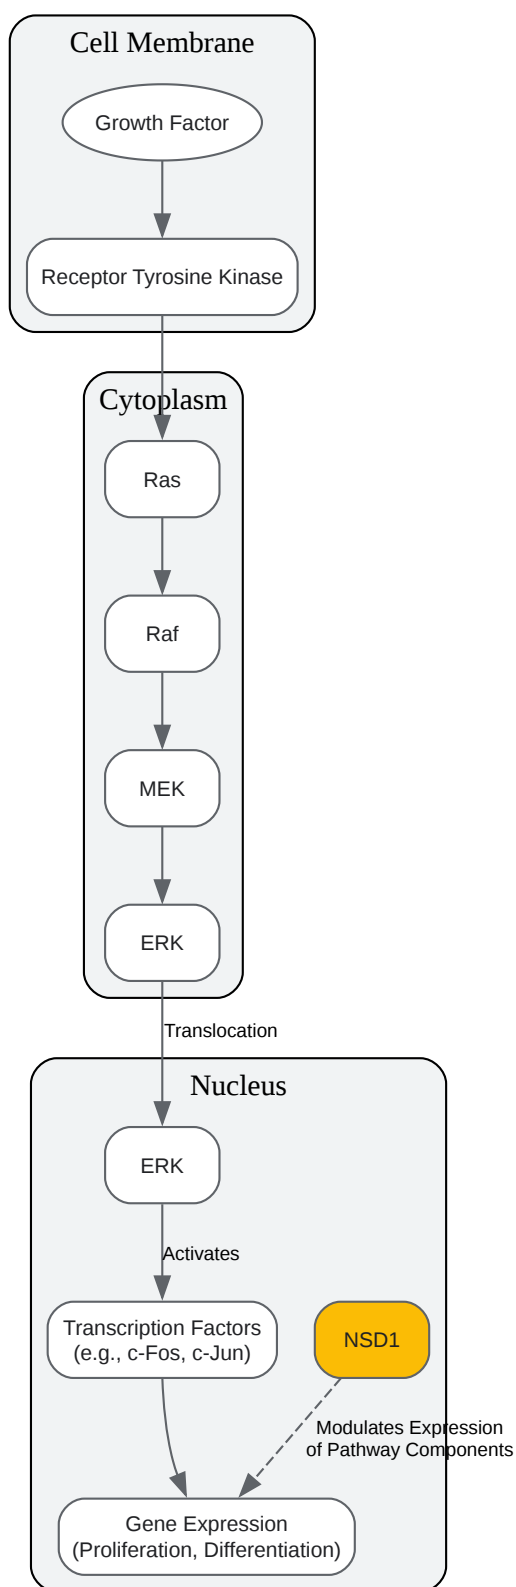 Cell Membrane
Growth Factor
Receptor Tyrosine Kinase
Cytoplasm
Ras
Raf
MEK
ERK
Translocation
Nucleus
ERK
Activates
Transcription Factors
(e.g., c-Fos, c-Jun)
NSD1
Modulates Expression
of Pathway Components
Gene Expression
(Proliferation, Differentiation)